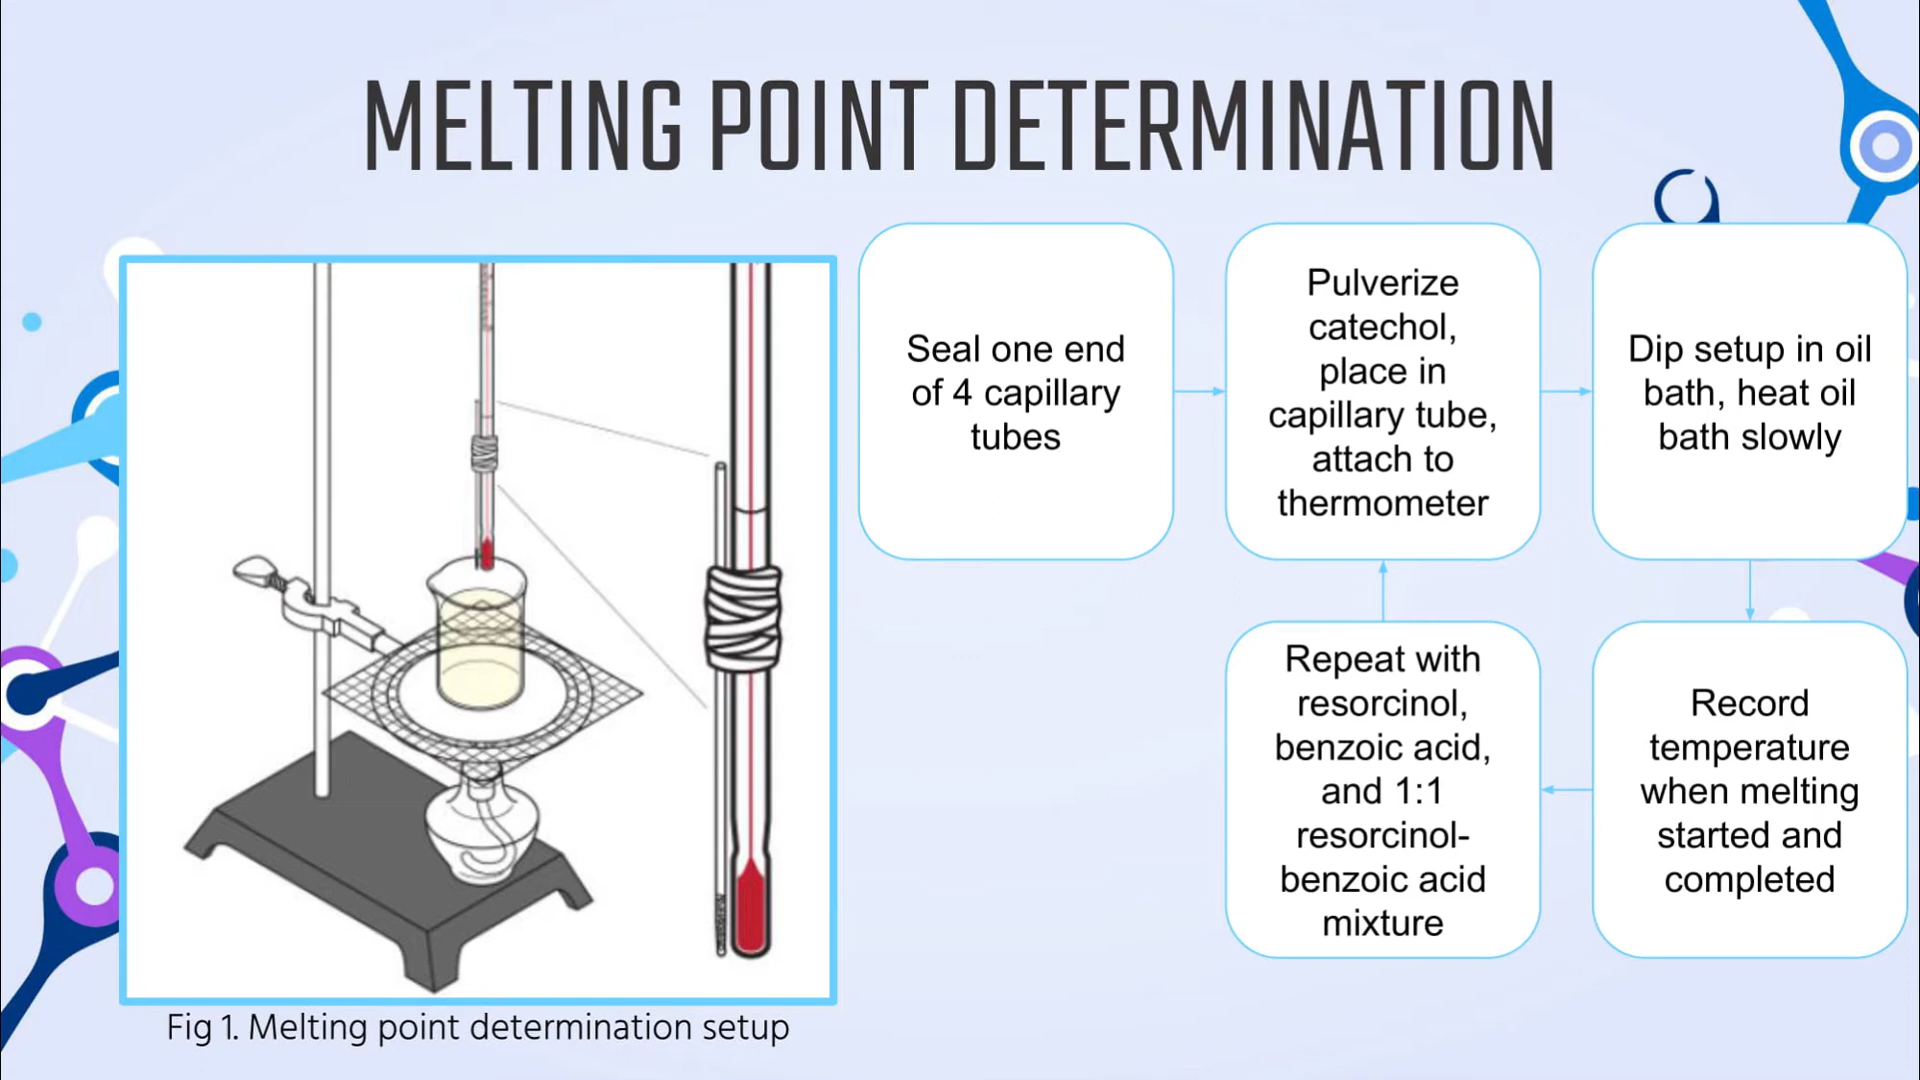 MELTING POINT DETERMINATION
Seal one end
of 4 capillary
tubes
Pulverize
catechol,
place in
capillary tube,
attach to
thermometer
Dip setup in oil
bath, heat oil
bath slowly
Record
temperature
when melting
started and
completed
Repeat with
resorcinol,
benzoic acid,
and 1:1
resorcinol-
benzoic acid
mixture
Fig 1. Melting point determination setup